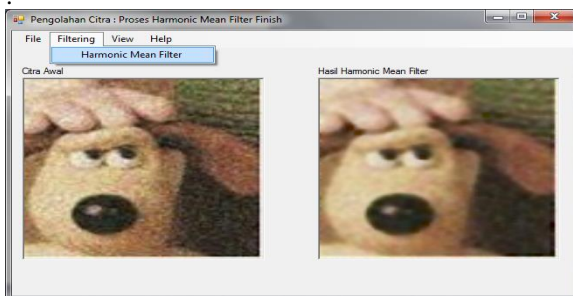 Pengolahan Citra : Proses Harmonic Mean Filter Finish
File Filtering View Help
Harmonic Mean Filter
Citra Awal Hasil Harmonic Mean Filter